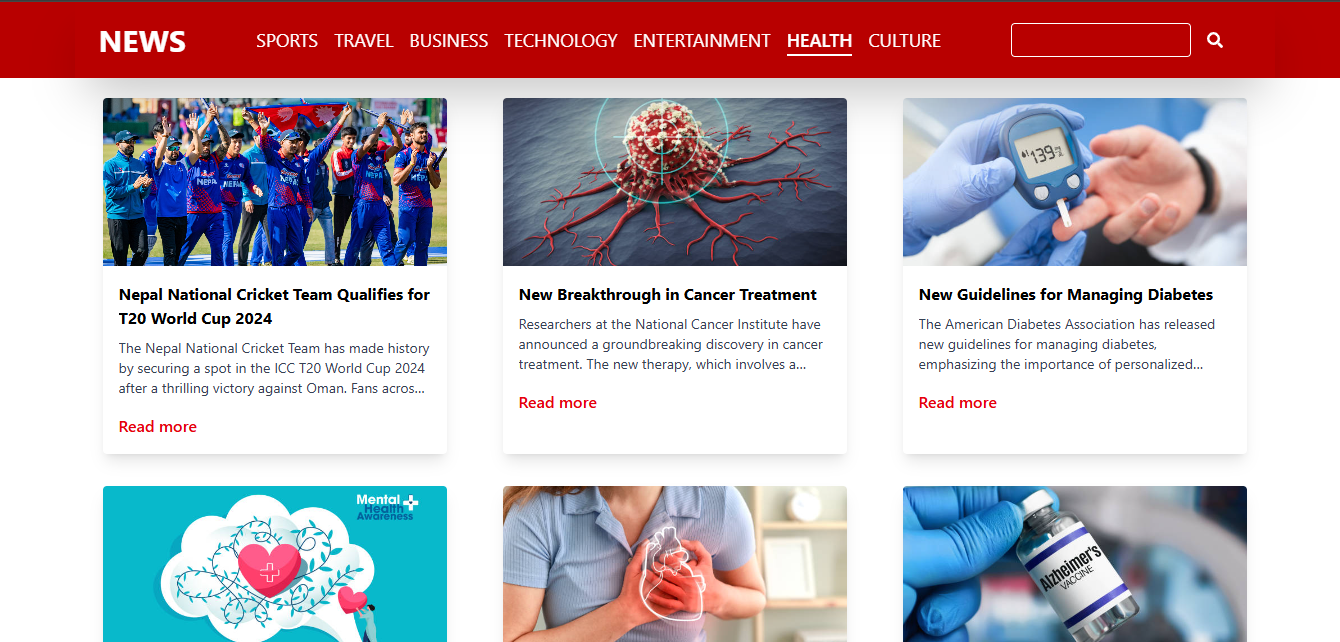 NEWS
SPORTS TRAVEL BUSINESS TECHNOLOGY ENTERTAINMENT HEALTH CULTURE
NEPAL NEPAL NEPAL NEPAL
139
Nepal National Cricket Team Qualifies for
T20 World Cup 2024
The Nepal National Cricket Team has made history
by securing a spot in the ICC T20 World Cup 2024
after a thrilling victory against Oman. Fans acros...
Read more
New Breakthrough in Cancer Treatment
Researchers at the National Cancer Institute have
announced a groundbreaking discovery in cancer
treatment. The new therapy, which involves a...
Read more
New Guidelines for Managing Diabetes
The American Diabetes Association has released
new guidelines for managing diabetes,
emphasizing the importance of personalized...
Read more
Mental
Health
Awareness
Alzheimer's
VACCINE